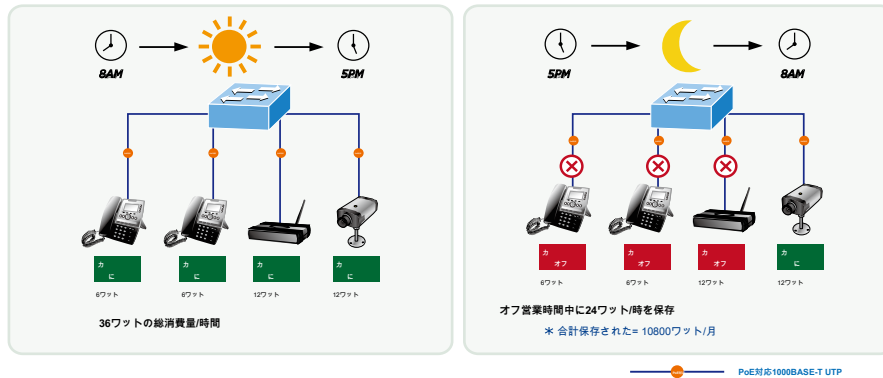 8AM
5PM
カ
に
カ
に
カ
に
カ
に
6ワット
6ワット
12ワット
12ワット
36ワットの総消費量/時間
5PM
8AM
カ
オフ
カ
オフ
カ
オフ
カ
に
6ワット
6ワット
12ワット
12ワット
オフ営業時間中に24ワット/時を保存
* 合計保存された= 10800ワット/月
PoE対応1000BASE-T UTP